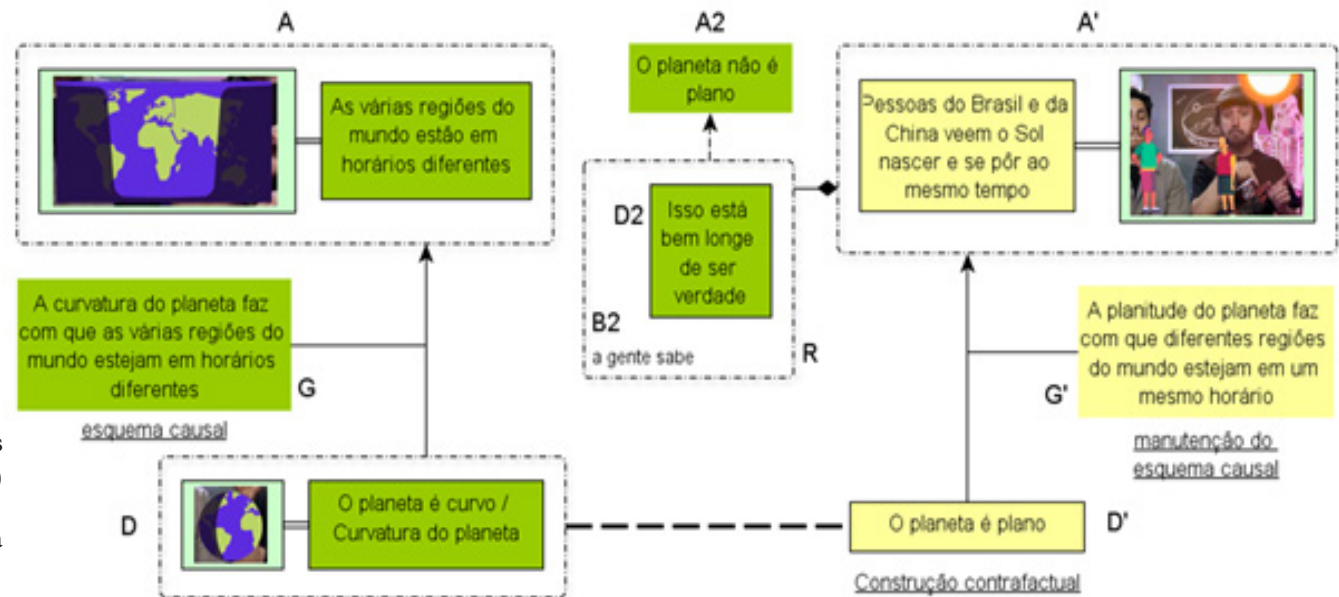 A
As várias regiões do
mundo estão em
horários diferentes
A curvatura do planeta faz
com que as várias regiões do
mundo estejam em horários
diferentes
G
esquema causal
D
O planeta é curvo /
Curvatura do planeta
A2
O planeta não é
plano
D2
Isso está
bem longe
de ser
verdade
B2
a gente sabe
R
A'
Pessoas do Brasil e da
China veem o Sol
nascer e se pôr ao
mesmo tempo
A planitude do planeta faz
com que diferentes regiões
do mundo estejam em um
mesmo horário
G'
manutenção do
esquema causal
O planeta é plano
D'
Construção contrafactual